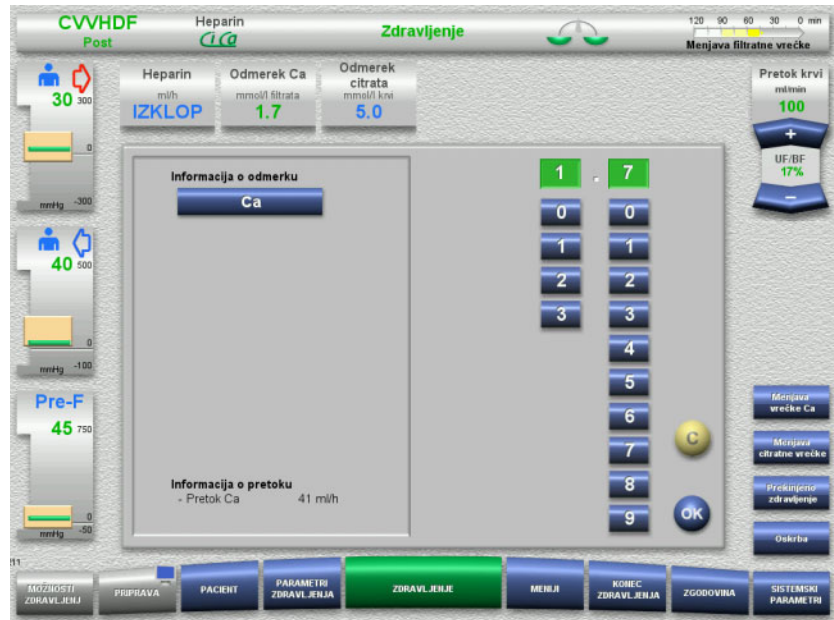 CVVHDF
Post
Heparin
CiCa
Zdravljenje
120 90 60 30 0 min
Menjava filtratne vrečke
30 300
0
mmHg -300
40 500
0
mmHg -100
Pre-F
45 750
0
mmHg -50
Heparin
ml/h
IZKLOP
Odmerek Ca
mmol/l filtrata
1.7
Odmerek
citrata
mmol/l krvi
5.0
Pretok krvi
ml/min
100
+
UF/BF
17%
–
Informacija o odmerku
Ca
Informacija o pretoku
- Pretok Ca 41 ml/h
1 . 7
0 0
1 1
2 2
3 3
4
5
6
7
8
9
C
OK
Menjava
vrečke Ca
Menjava
citratne vrečke
Prekinjeno
zdravljenje
Oskrba
11
MOŽNOSTI
ZDRAVLJENJ
PRIPRAVA
PACIENT
PARAMETRI
ZDRAVLJENJA
ZDRAVLJENJE
MENIJI
KONEC
ZDRAVLJENJA
ZGODOVINA
SISTEMSKI
PARAMETRI